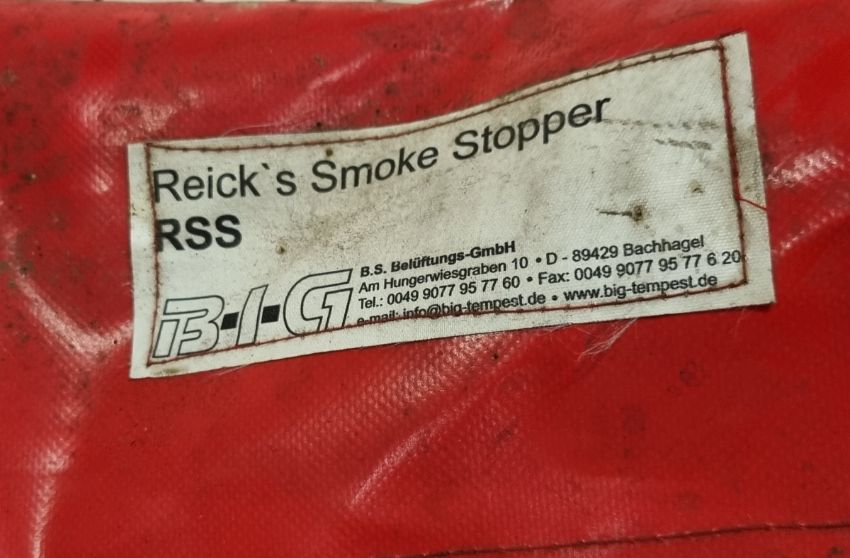 Reick`s Smoke Stopper
RSS
B·I·G
B.S. Belüftungs-GmbH
Am Hungerwiesgraben 10 • D - 89429 Bachhagel
Tel.: 0049 9077 95 77 60 • Fax: 0049 9077 95 77 6 20
e-mail: info@big-tempest.de • www.big-tempest.de